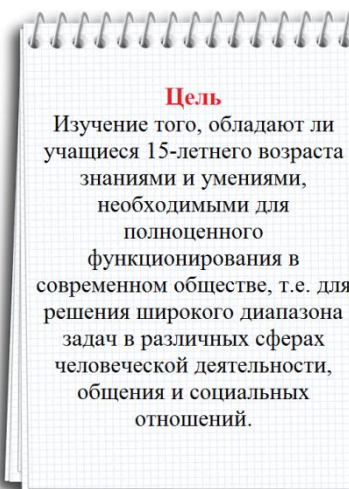 Цель
Изучение того, обладают ли
учащиеся 15-летнего возраста
знаниями и умениями,
необходимыми для
полноценного
функционирования в
современном обществе, т.е. для
решения широкого диапазона
задач в различных сферах
человеческой деятельности,
общения и социальных
отношений.